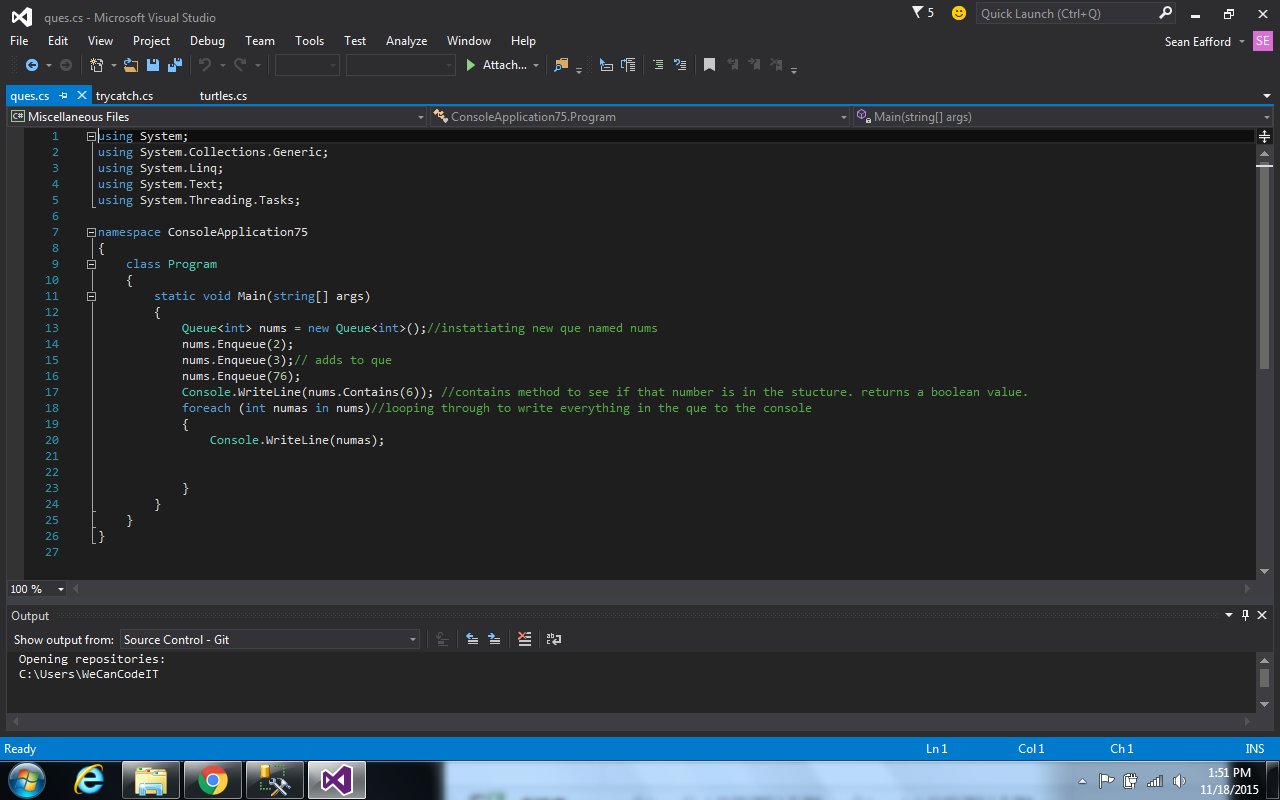 ques.cs - Microsoft Visual Studio
5
Quick Launch (Ctrl+Q)
File Edit View Project Debug Team Tools Test Analyze Window Help
Sean Eafford
SE
Attach...
ques.cs trycatch.cs turtles.cs
C# Miscellaneous Files ConsoleApplication75.Program Main(string[] args)
1 using System;
2 using System.Collections.Generic;
3 using System.Linq;
4 using System.Text;
5 using System.Threading.Tasks;
6
7 namespace ConsoleApplication75
8 {
9 class Program
10 {
11 static void Main(string[] args)
12 {
13 Queue<int> nums = new Queue<int>();//instatiating new que named nums
14 nums.Enqueue(2);
15 nums.Enqueue(3);// adds to que
16 nums.Enqueue(76);
17 Console.WriteLine(nums.Contains(6)); //contains method to see if that number is in the stucture. returns a boolean value.
18 foreach (int numas in nums)//looping through to write everything in the que to the console
19 {
20 Console.WriteLine(numas);
21
22
23 }
24 }
25 }
26 }
27
100 %
Output
Show output from: Source Control - Git
Opening repositories:
C:\Users\WeCanCodeIT
Ready Ln 1 Col 1 Ch 1 INS
1:51 PM
11/18/2015